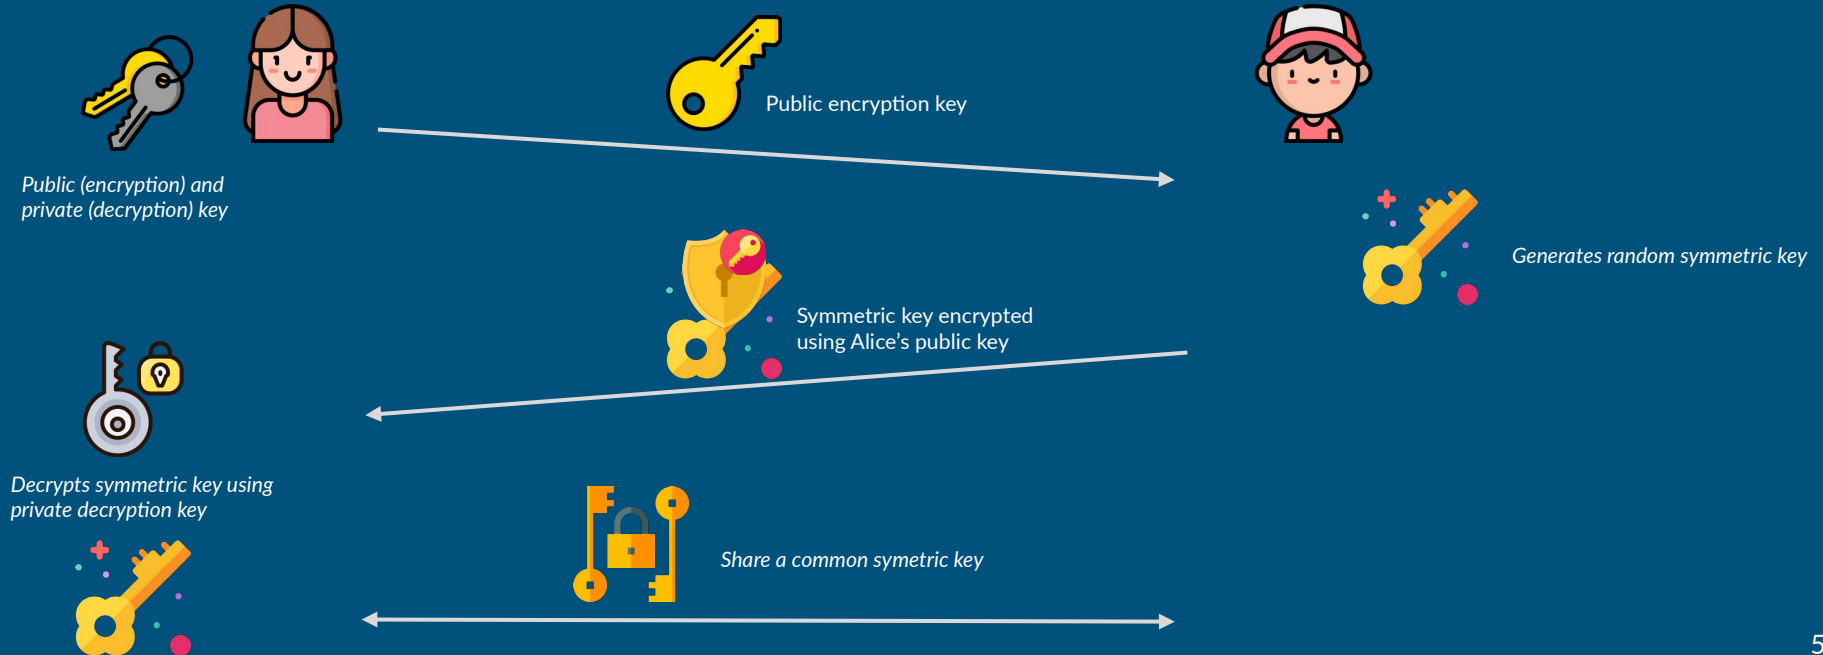 Public encryption key
Public (encryption) and
private (decryption) key
Generates random symmetric key
Symmetric key encrypted
using Alice's public key
Decrypts symmetric key using
private decryption key
Share a common symetric key
5